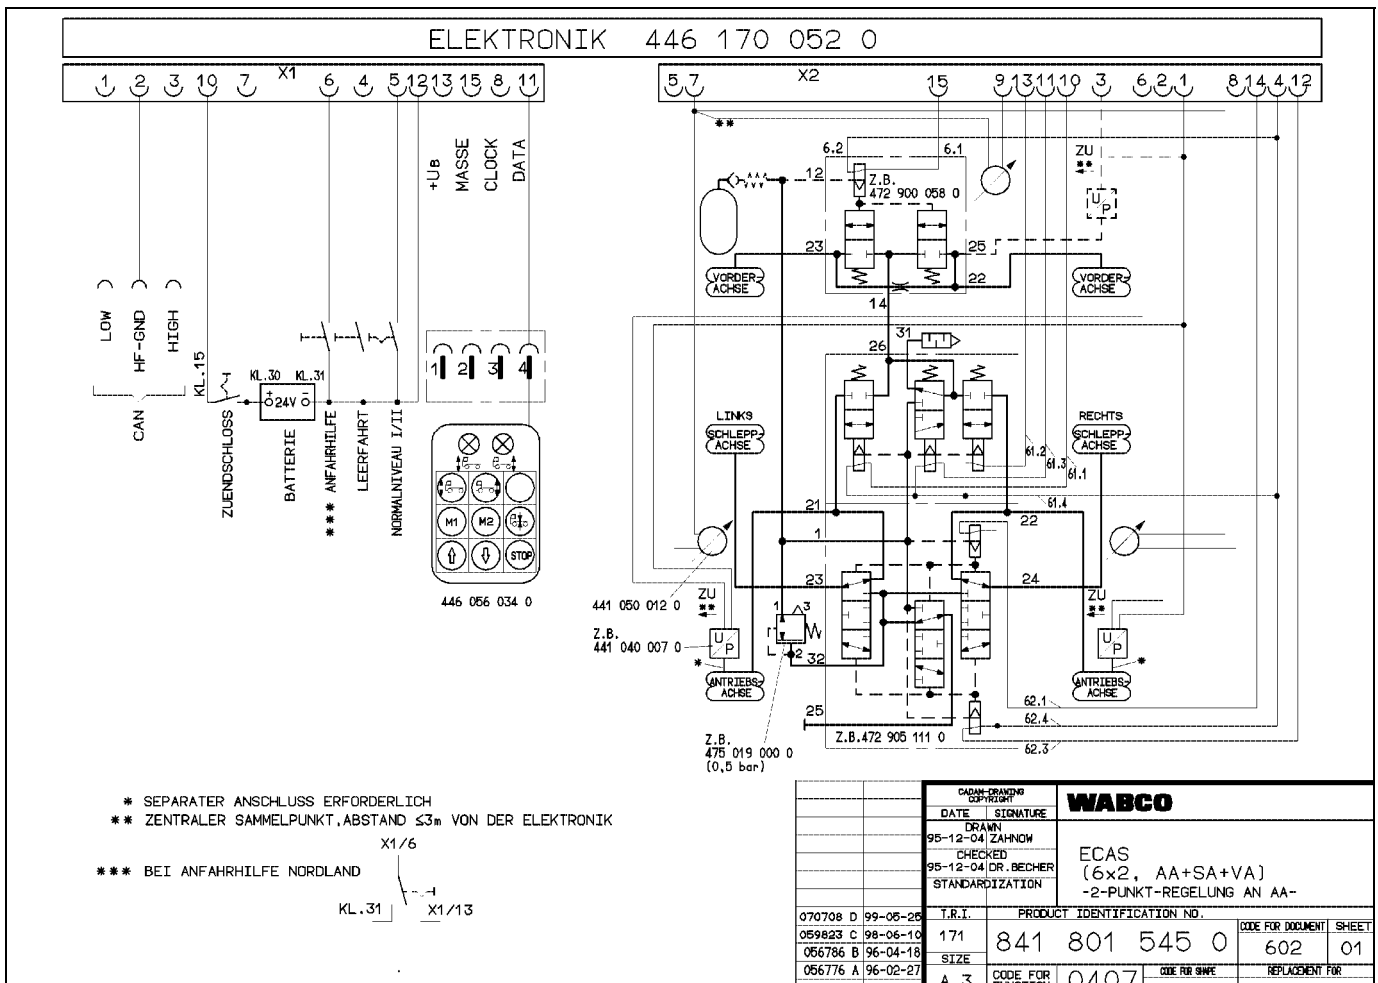 ELEKTRONIK 446 170 052 0
X1
X2
1 2 3 10 7 6 4 5 12 13 15 8 11
5 7 15 9 13 11 10 3 6 2 1 8 14 4 12
**
+UB
MASSE
CLOCK
DATA
6.2
6.1
ZU
**
12
Z.B.
472 900 058 0
U
P
23
25
22
VORDER-
ACHSE
VORDER-
ACHSE
14
31
26
LOW
HF-GND
HIGH
CAN
KL.15
KL.30 KL.31
+ 24V -
ZUENDSCHLOSS
BATTERIE
*** ANFAHRHILFE
LEERFAHRT
NORMALNIVEAU I/II
1 2 3 4
M1
M2
STOP
446 056 034 0
LINKS
SCHLEPP-
ACHSE
RECHTS
SCHLEPP-
ACHSE
61.2
61.3
61.1
61.4
21
22
1
23
24
441 050 012 0
ZU
**
Z.B.
441 040 007 0
U
P
*
1
3
2
32
ZU
**
U
P
*
ANTRIEBS-
ACHSE
ANTRIEBS-
ACHSE
25
Z.B.472 905 111 0
62.1
62.4
62.3
Z.B.
475 019 000 0
(0,5 bar)
* SEPARATER ANSCHLUSS ERFORDERLICH
** ZENTRALER SAMMELPUNKT,ABSTAND ≤3m VON DER ELEKTRONIK
X1/6
*** BEI ANFAHRHILFE NORDLAND
KL.31
X1/13
CADAM-DRAWING
COPYRIGHT
WABCO
DATE SIGNATURE
DRAWN
95-12-04 ZAHNOW
CHECKED
95-12-04 DR.BECHER
STANDARDIZATION
ECAS
(6x2, AA+SA+VA)
-2-PUNKT-REGELUNG AN AA-
070708 D 99-05-25
059823 C 98-06-10
056786 B 96-04-18
056776 A 96-02-27
T.R.I.
171
SIZE
A 3
PRODUCT IDENTIFICATION NO.
841 801 545 0
CODE FOR DOCUMENT
602
SHEET
01
CODE FOR
FUNCTION
0407
CODE FOR SHAPE
REPLACEMENT FOR